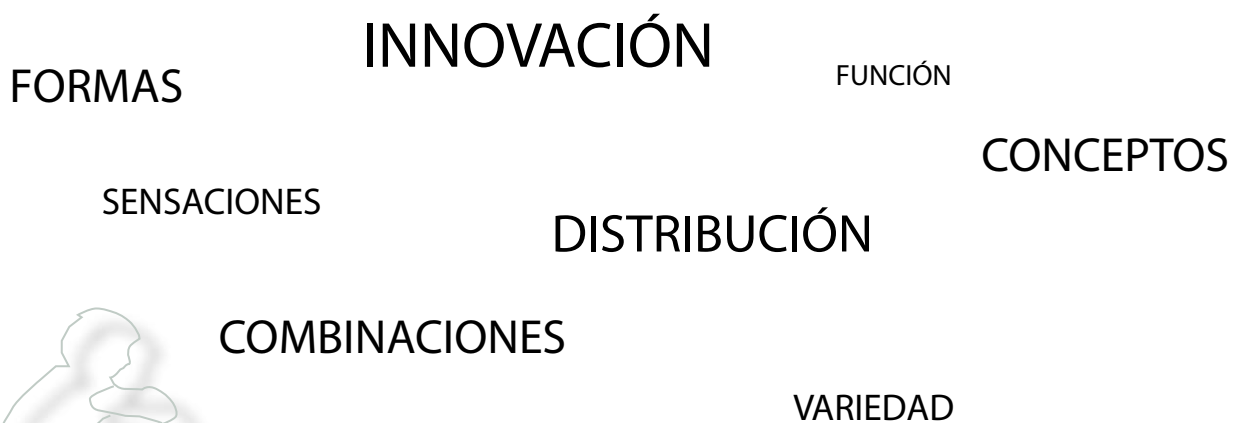 INNOVACIÓN
FORMAS
FUNCIÓN
CONCEPTOS
SENSACIONES
DISTRIBUCIÓN
COMBINACIONES
VARIEDAD